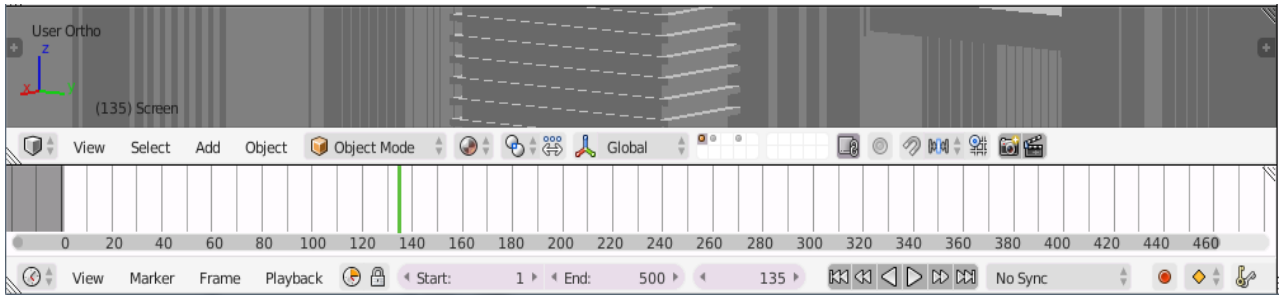 User Ortho
z
x y
(135) Screen
View Select Add Object Object Mode Global
0 20 40 60 80 100 120 140 160 180 200 220 240 260 280 300 320 340 360 380 400 420 440 460
View Marker Frame Playback Start: 1 End: 500 135 No Sync